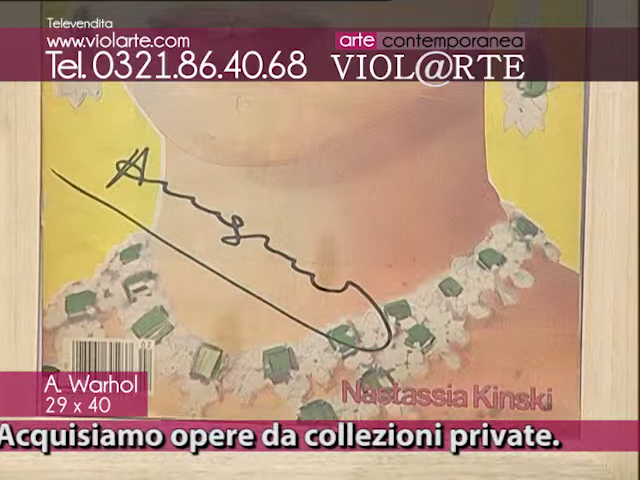 Televendita
www.violarte.com
Tel. 0321.86.40.68
arte contemporanea
VIOL@RTE
02
Nastassia Kinski
A. Warhol
29 x 40
Acquisiamo opere da collezioni private.